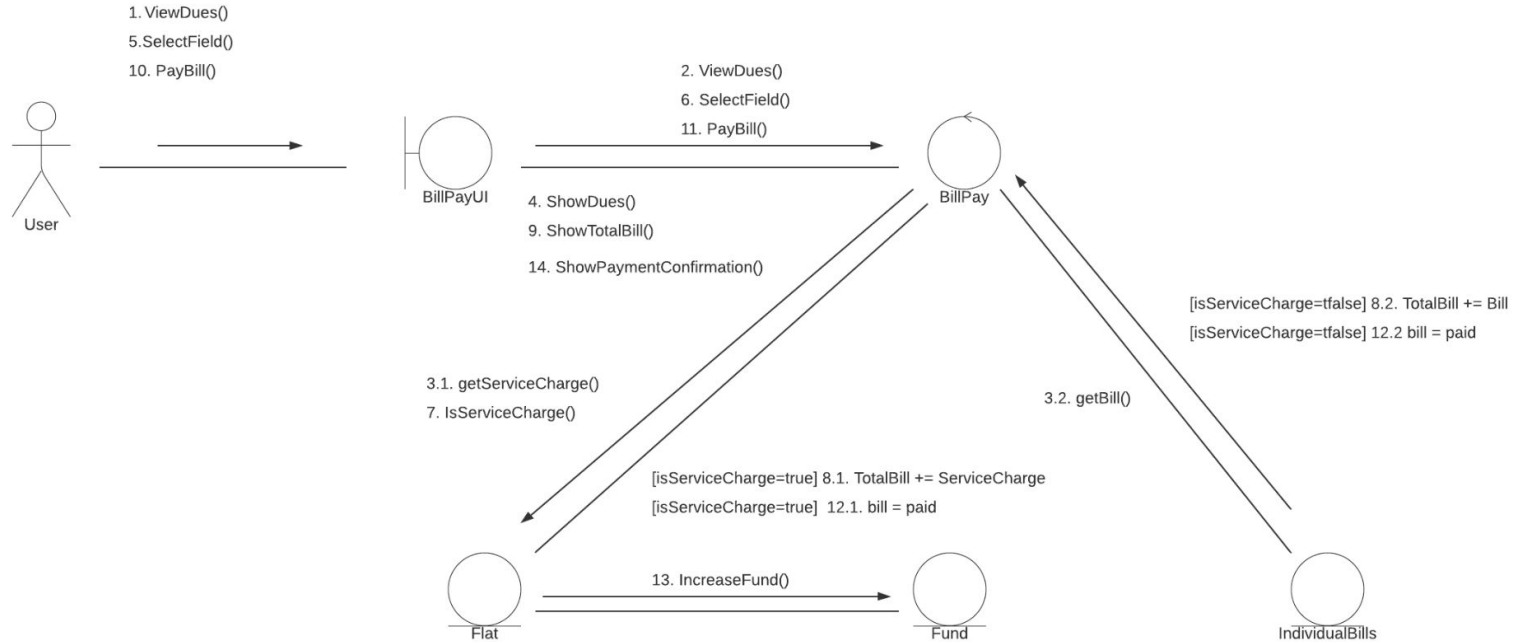 1. ViewDues()
5.SelectField()
10. PayBill()
2. ViewDues()
6. SelectField()
11. PayBill()
User
BillPayUI
BillPay
4. ShowDues()
9. ShowTotalBill()
14. ShowPaymentConfirmation()
[isServiceCharge=tfalse] 8.2. TotalBill += Bill
[isServiceCharge=tfalse] 12.2 bill = paid
3.1. getServiceCharge()
7. IsServiceCharge()
3.2. getBill()
[isServiceCharge=true] 8.1. TotalBill += ServiceCharge
[isServiceCharge=true] 12.1. bill = paid
13. IncreaseFund()
Flat
Fund
IndividualBills